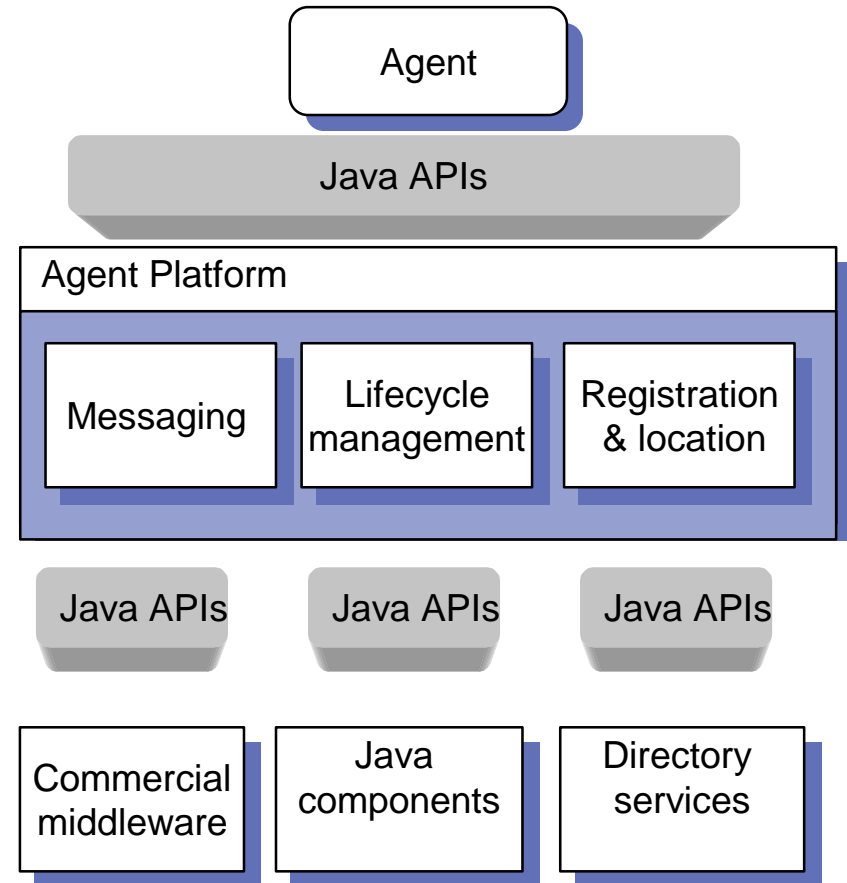 Agent
Java APIs
Agent Platform
Messaging
Lifecycle
management
Registration
& location
Java APIs
Java APIs
Java APIs
Commercial
middleware
Java
components
Directory
services